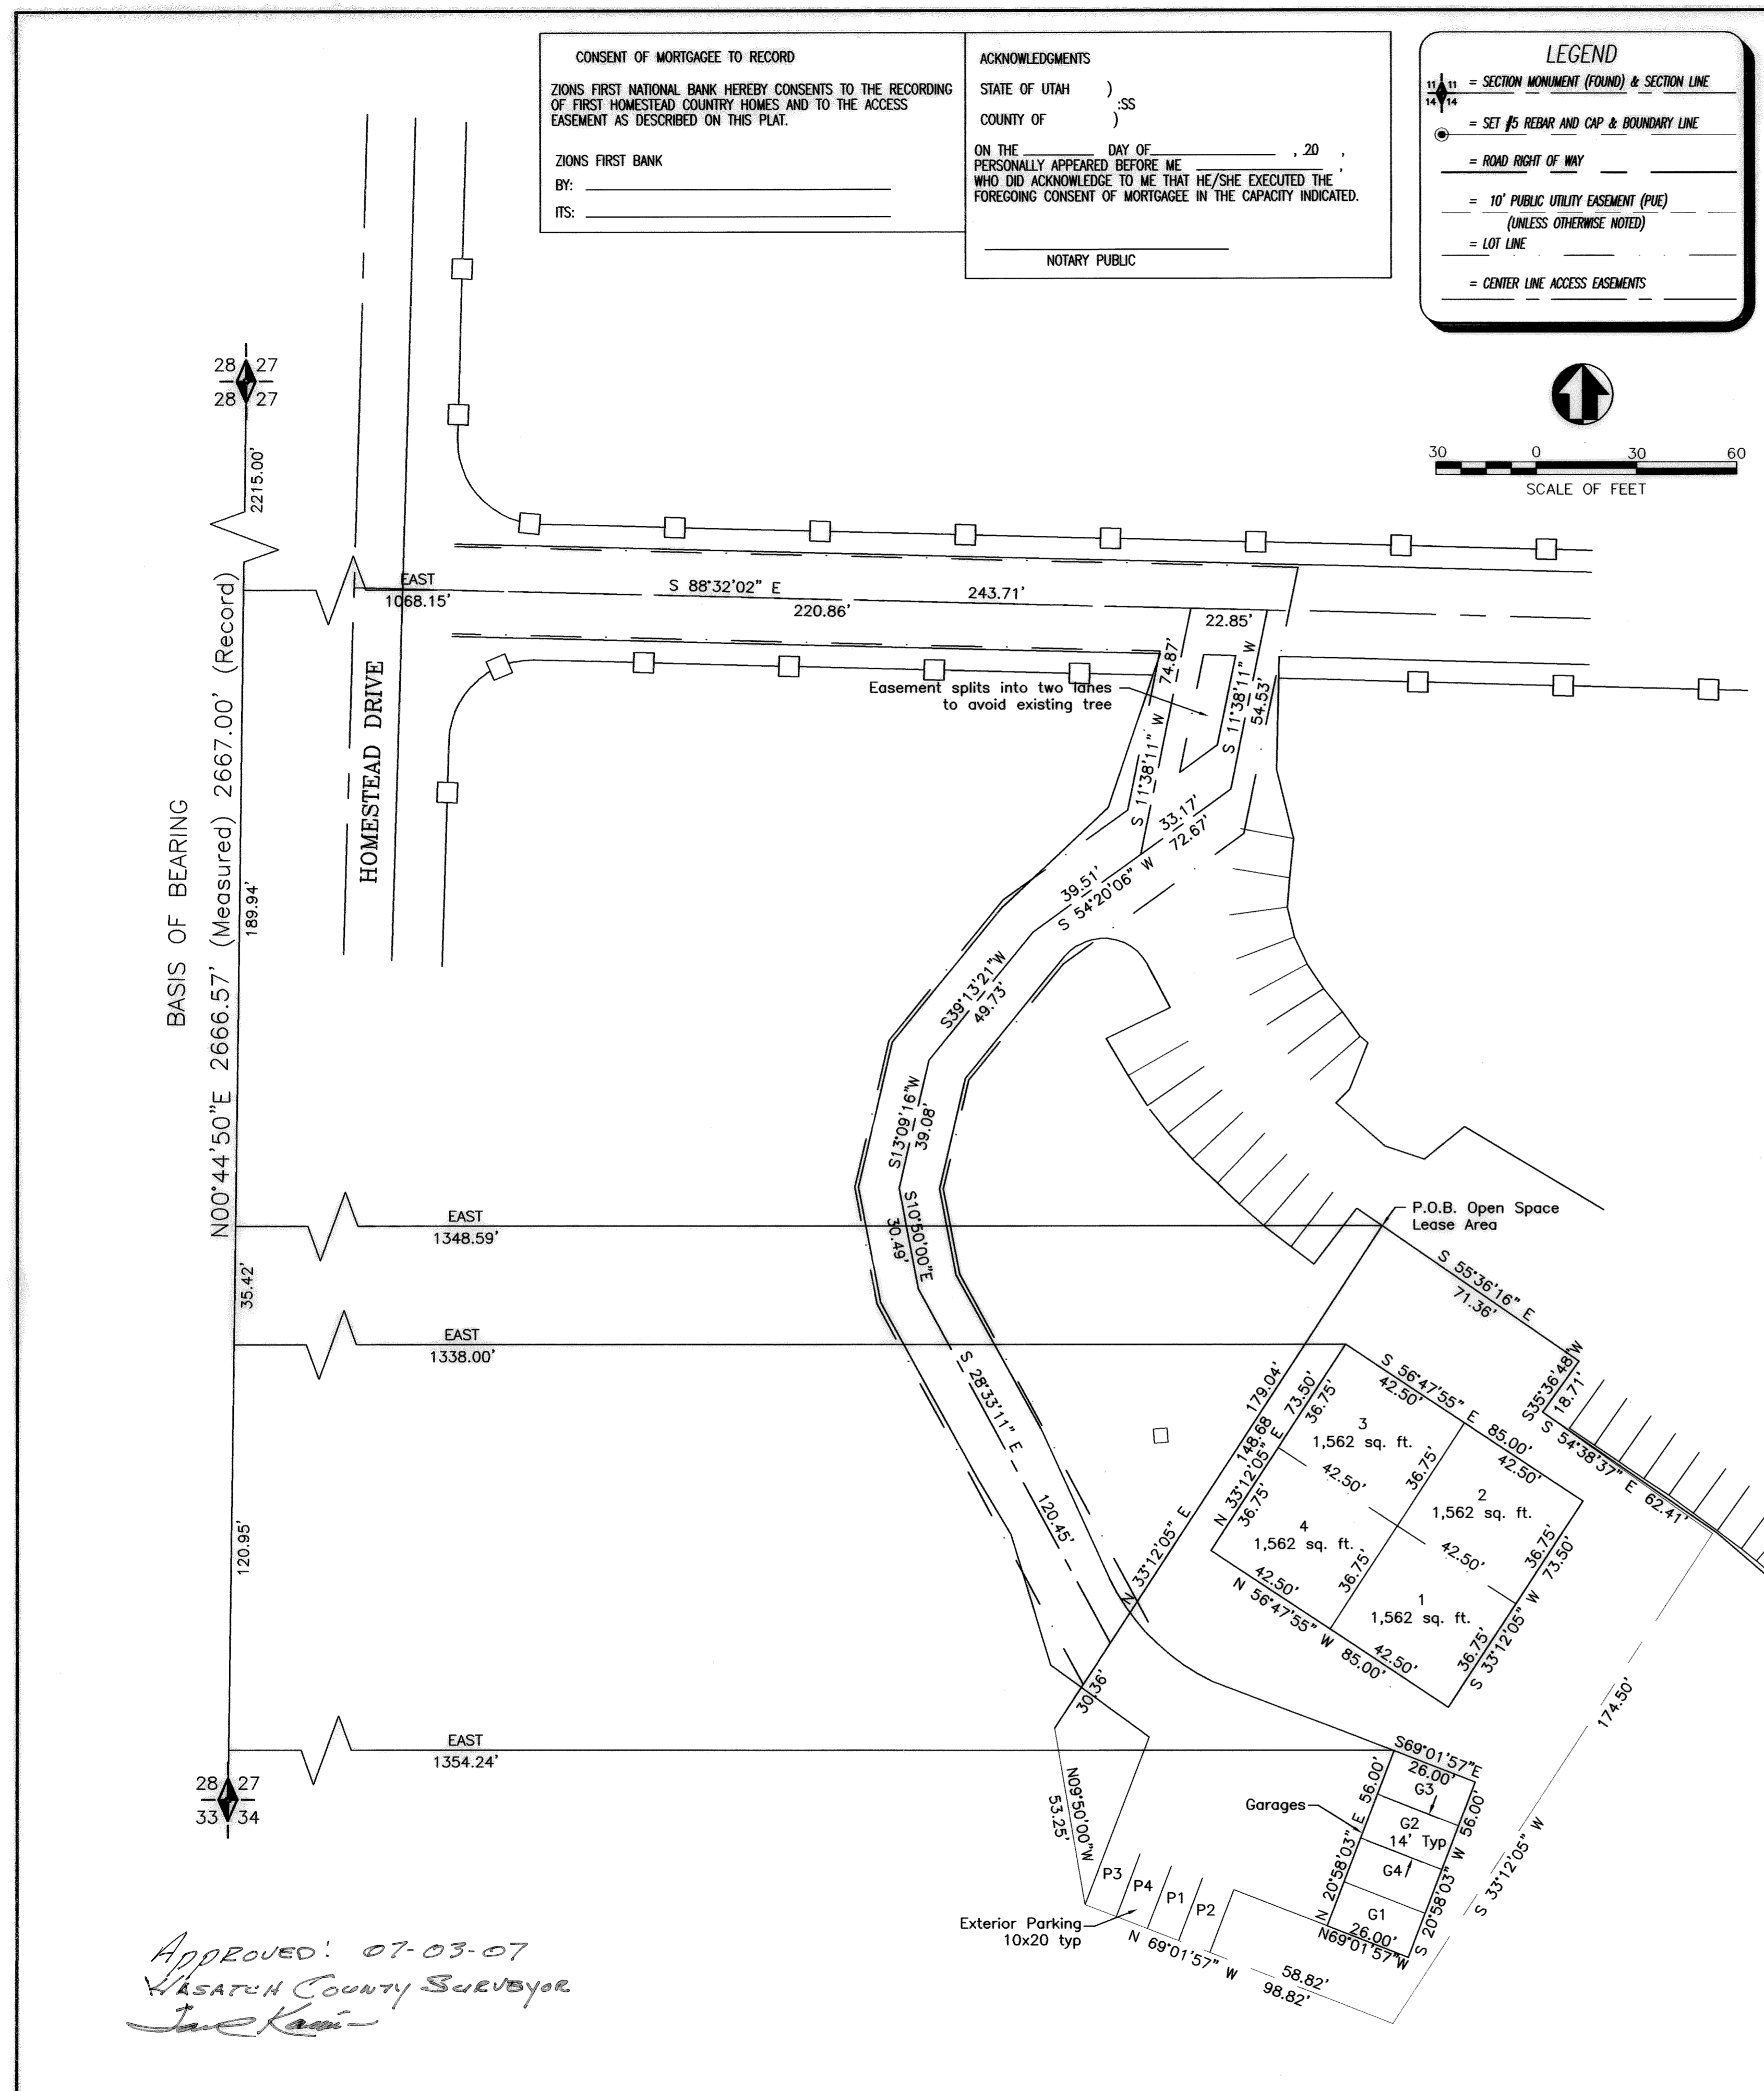 CONSENT OF MORTGAGEE TO RECORD
ZIONS FIRST NATIONAL BANK HEREBY CONSENTS TO THE RECORDING
OF FIRST HOMESTEAD COUNTRY HOMES AND TO THE ACCESS
EASEMENT AS DESCRIBED ON THIS PLAT.
ZIONS FIRST BANK
BY:
ITS:
ACKNOWLEDGMENTS
STATE OF UTAH )
:SS
COUNTY OF )
ON THE DAY OF , 20 ,
PERSONALLY APPEARED BEFORE ME ,
WHO DID ACKNOWLEDGE TO ME THAT HE/SHE EXECUTED THE
FOREGOING CONSENT OF MORTGAGEE IN THE CAPACITY INDICATED.
NOTARY PUBLIC
LEGEND
11 11
14 14
= SECTION MONUMENT (FOUND) & SECTION LINE
= SET #5 REBAR AND CAP & BOUNDARY LINE
= ROAD RIGHT OF WAY
= 10' PUBLIC UTILITY EASEMENT (PUE)
(UNLESS OTHERWISE NOTED)
= LOT LINE
= CENTER LINE ACCESS EASEMENTS
30 0 30 60
SCALE OF FEET
28 27
28 27
2215.00'
BASIS OF BEARING
N00°44'50"E 2666.57' (Measured) 2667.00' (Record)
189.94'
35.42'
120.95'
28 27
33 34
HOMESTEAD DRIVE
EAST
1068.15'
S 88°32'02" E
243.71'
220.86'
22.85'
Easement splits into two lanes
to avoid existing tree
74.87'
S 11°38'11" W
S 11°38'11" W
54.53'
33.17'
72.67'
39.51'
S 54°20'06" W
S39°13'21"W
49.73'
S13°09'16"W
39.08'
S10°50'00"E
30.49'
S 28°33'11" E
120.45'
EAST
1348.59'
EAST
1338.00'
EAST
1354.24'
P.O.B. Open Space
Lease Area
S 55°36'16" E
71.36'
S35°36'48"W
18.71'
S 54°38'37" E 62.41'
179.04'
148.68
N 33°12'05" E
30.36'
N 33°12'05" E
73.50'
36.75'
36.75'
S 56°47'55" E 85.00'
42.50'
42.50'
3
1,562 sq. ft.
2
1,562 sq. ft.
4
1,562 sq. ft.
1
1,562 sq. ft.
42.50'
36.75'
42.50'
36.75'
36.75'
73.50'
36.75'
S 33°12'05" W
42.50'
N 56°47'55" W 85.00'
42.50'
174.50'
S 33°12'05" W
S69°01'57"E
26.00'
G3
G2
14' Typ
G4
G1
Garages
N 20°58'03" E 56.00'
S 20°58'03" W 56.00'
26.00'
N69°01'57"W
N09°50'00"W
53.25'
P3
P4
P1
P2
Exterior Parking
10x20 typ
N 69°01'57" W
58.82'
98.82'
APPROVED: 07-03-07
WASATCH COUNTY SURVEYOR